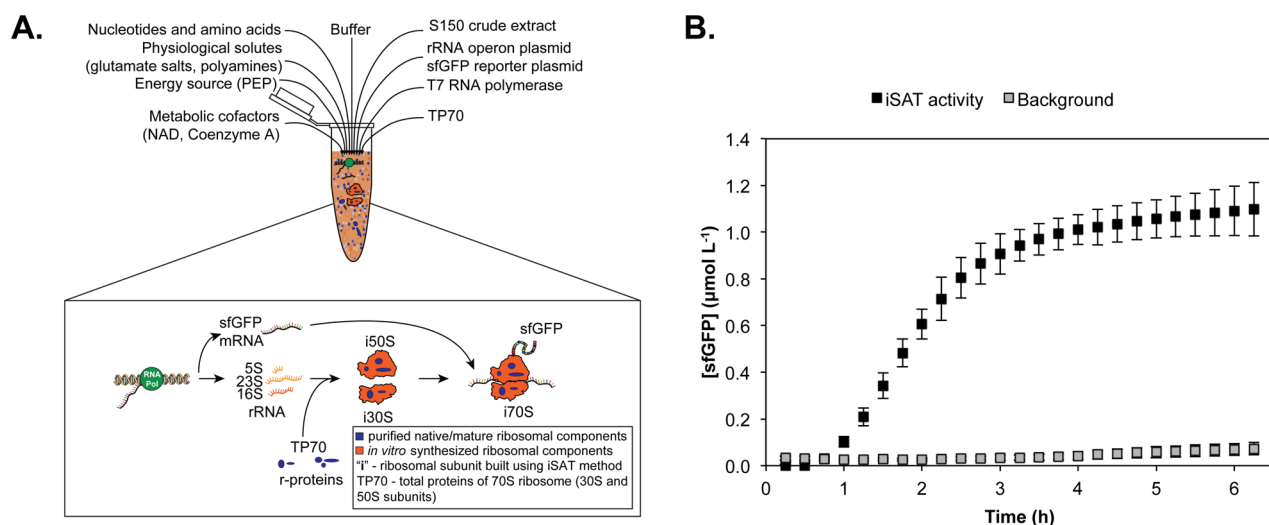 A.
Nucleotides and amino acids
Physiological solutes
(glutamate salts, polyamines)
Energy source (PEP)
Metabolic cofactors
(NAD, Coenzyme A)
Buffer
S150 crude extract
rRNA operon plasmid
sfGFP reporter plasmid
T7 RNA polymerase
TP70
RNA
Pol
sfGFP
mRNA
5S
23S
16S
rRNA
TP70
r-proteins
i50S
i30S
sfGFP
i70S
purified native/mature ribosomal components
in vitro synthesized ribosomal components
"i" - ribosomal subunit built using iSAT method
TP70 - total proteins of 70S ribosome (30S and
50S subunits)
B.
iSAT activity
Background
[sfGFP] (µmol L-1)
1.4
1.2
1.0
0.8
0.6
0.4
0.2
0.0
0 1 2 3 4 5 6
Time (h)